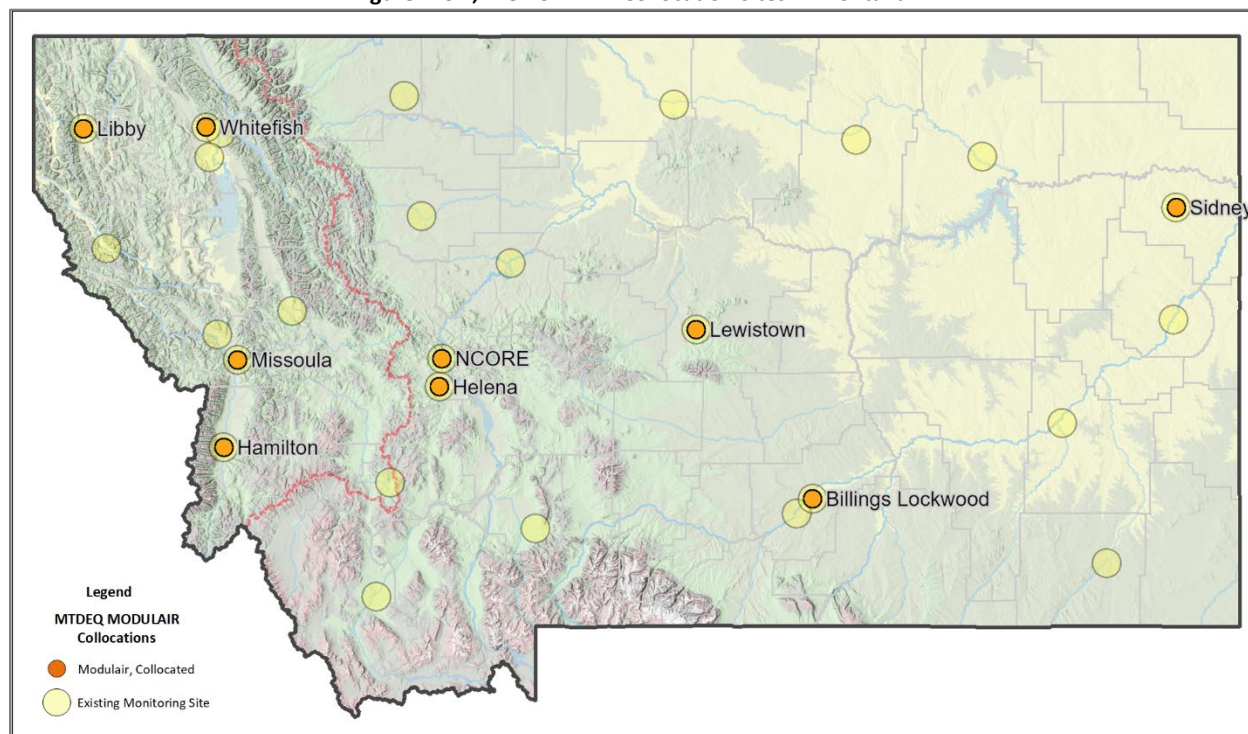 Libby
Whitefish
Sidney
Lewistown
Missoula
NCORE
Helena
Hamilton
Billings Lockwood
Legend
MTDEQ MODULAIR
Collocations
Modulair, Collocated
Existing Monitoring Site